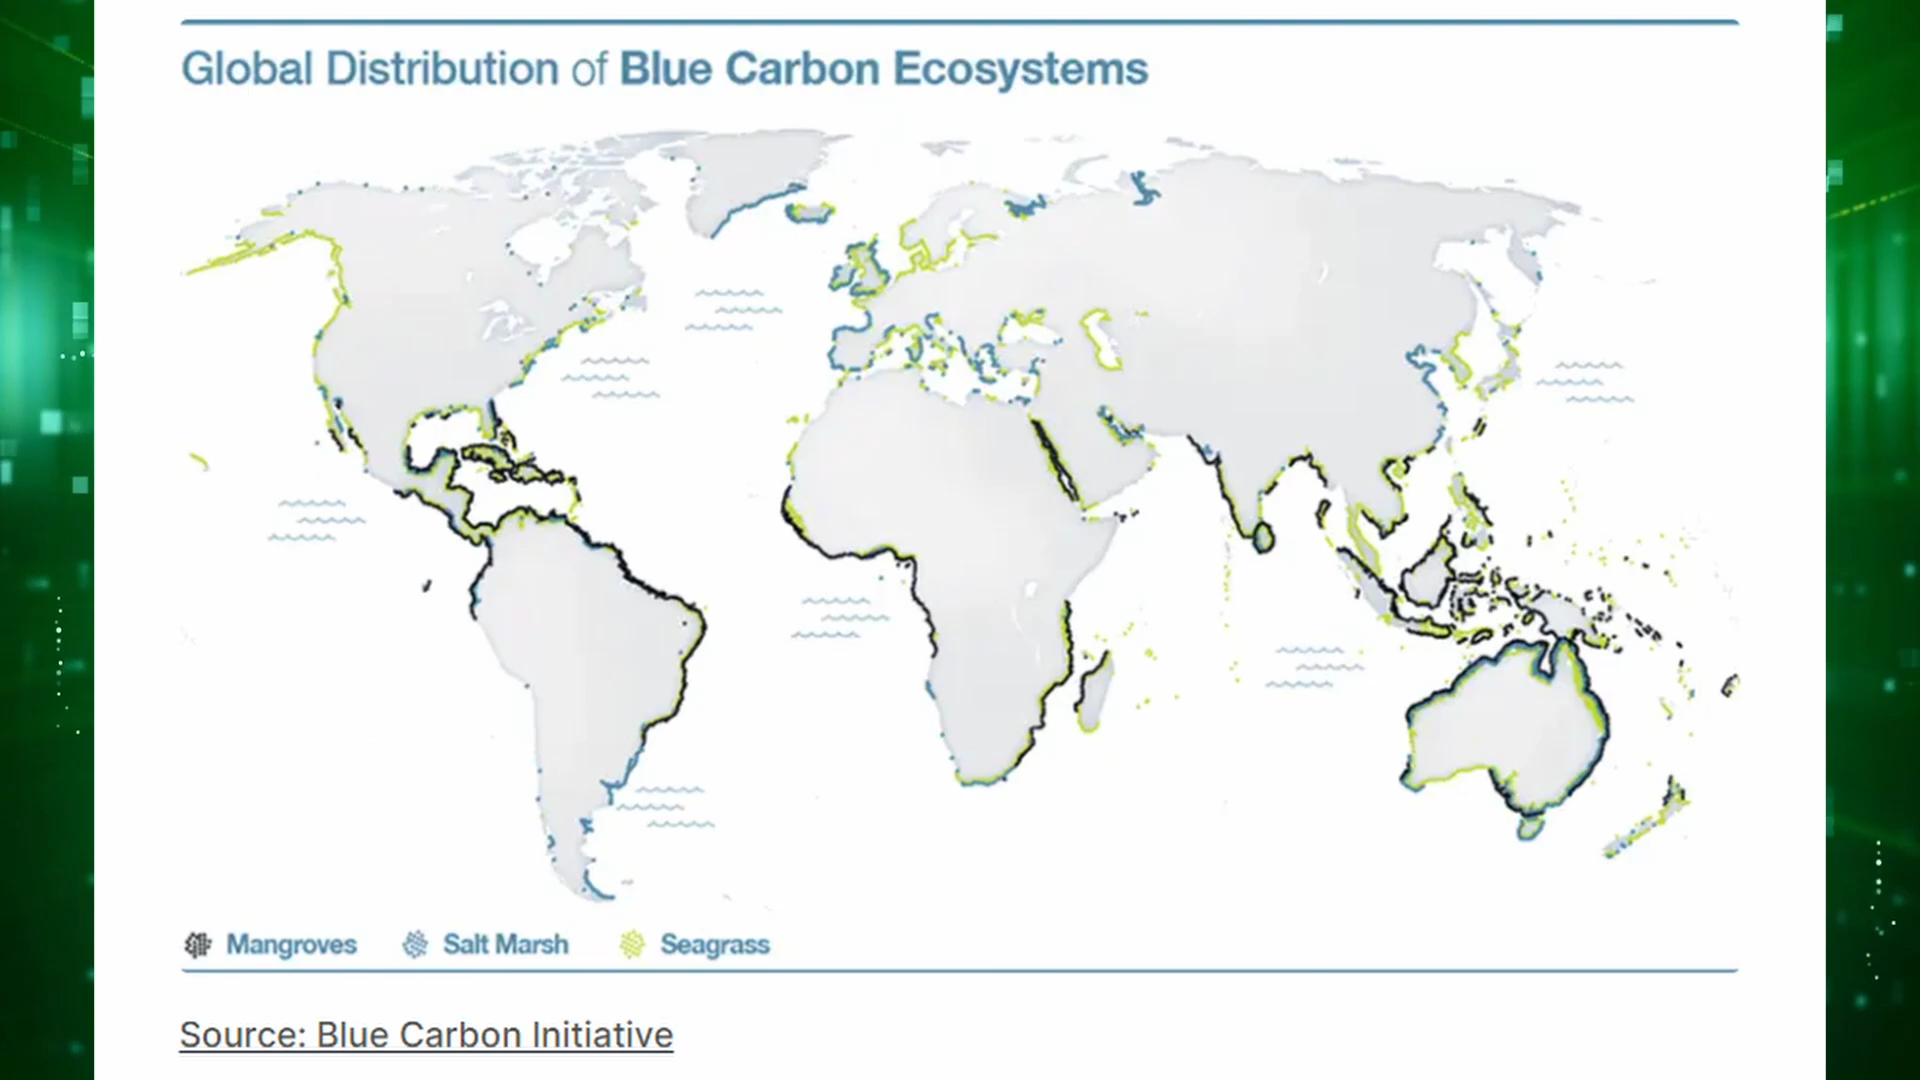 Global Distribution of Blue Carbon Ecosystems
Mangroves Salt Marsh Seagrass
Source: Blue Carbon Initiative